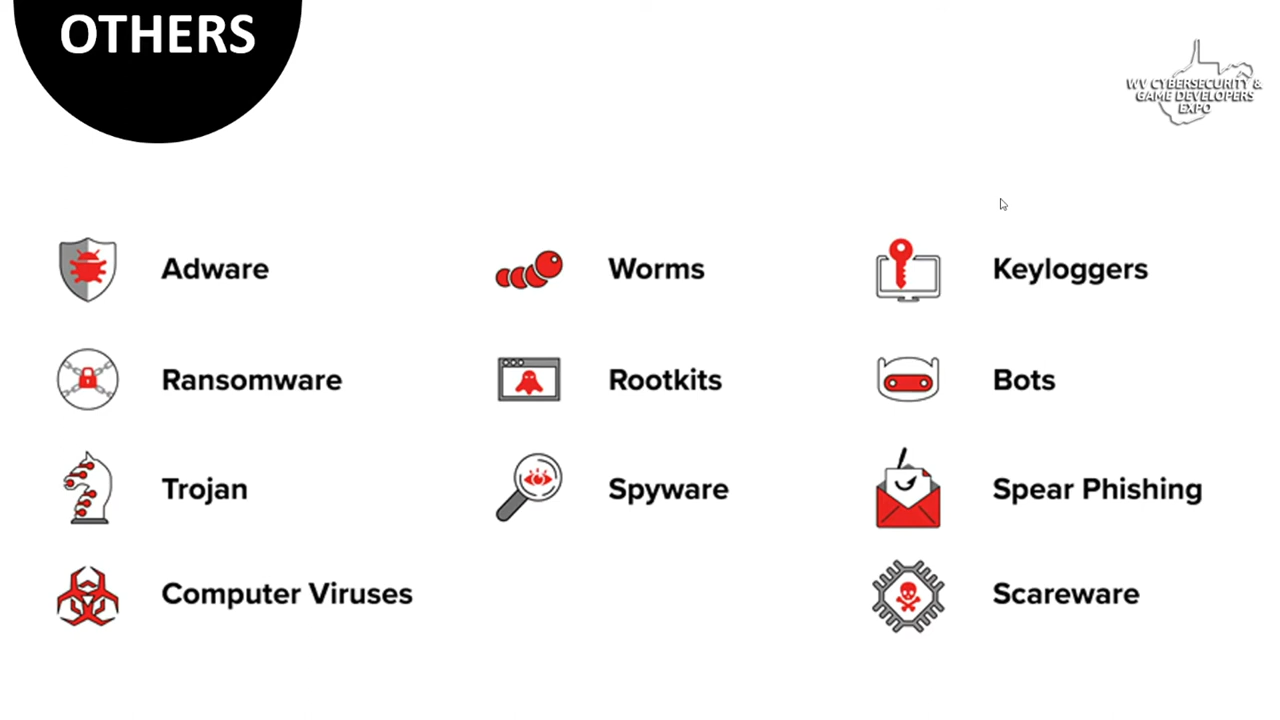 OTHERS
WV CYBERSECURITY &
GAME DEVELOPERS
EXPO
Adware
Worms
Keyloggers
Ransomware
Rootkits
Bots
Trojan
Spyware
Spear Phishing
Computer Viruses
Scareware